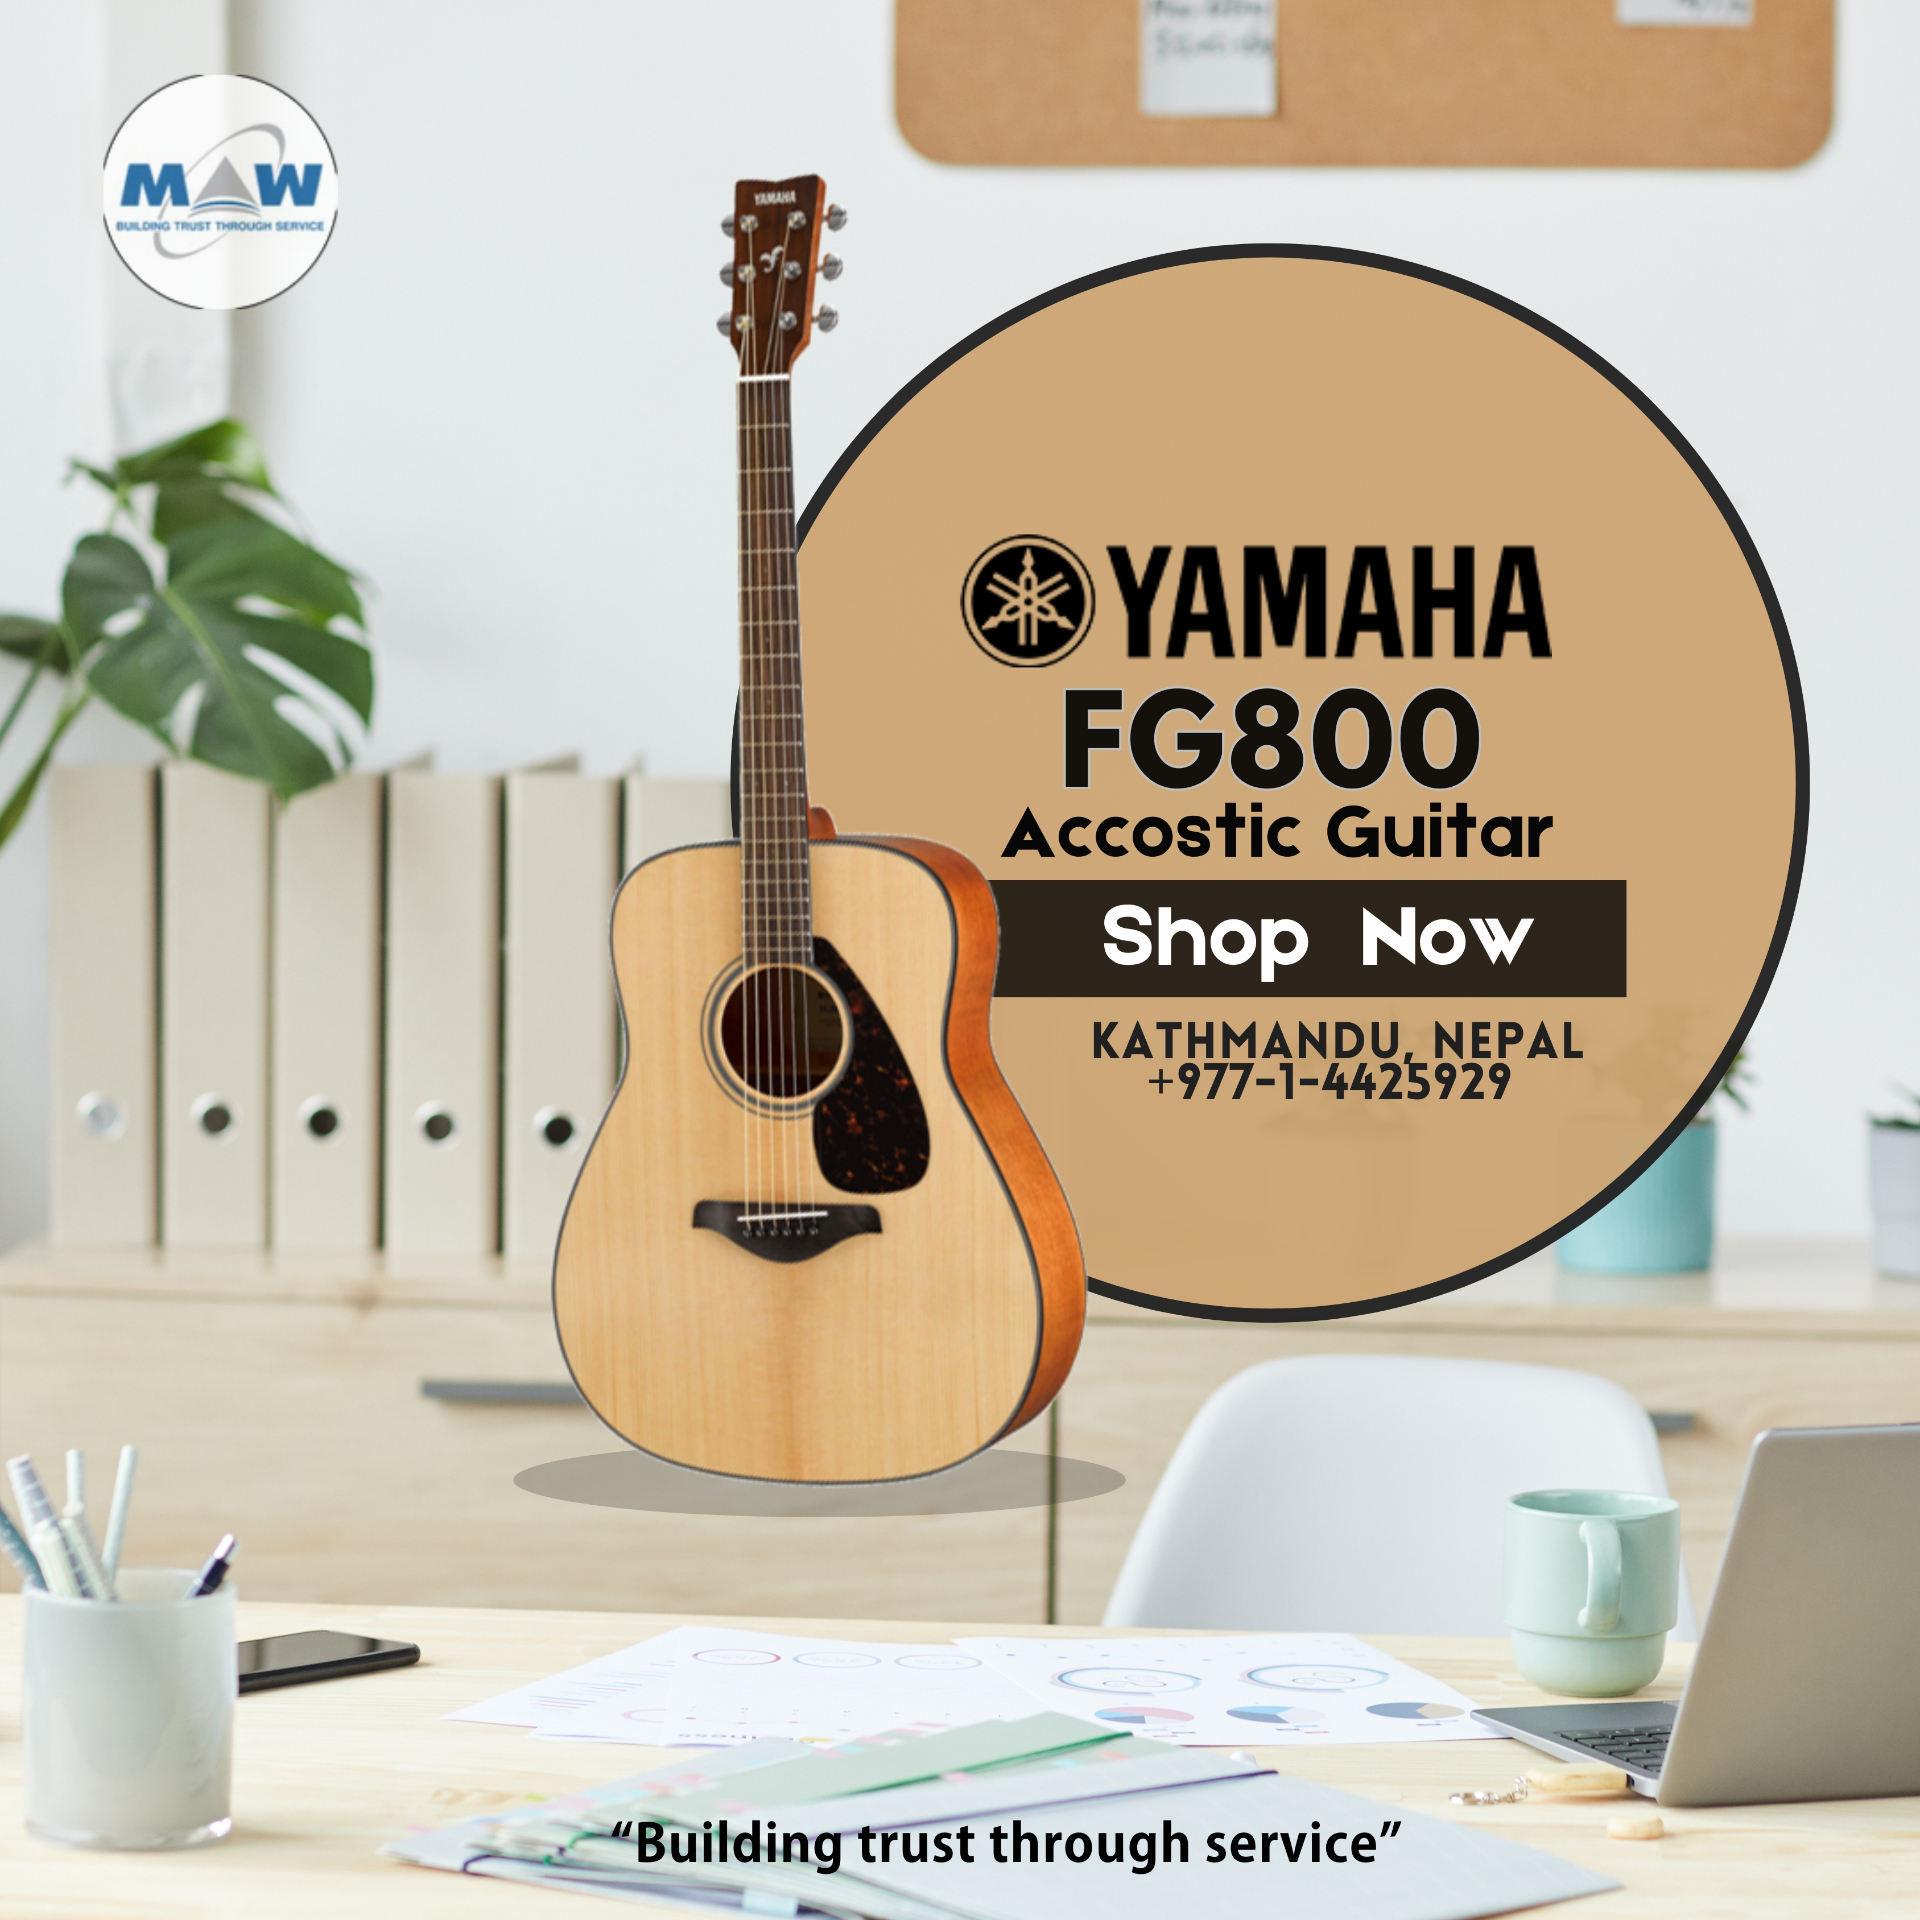 MAW
BUILDING TRUST THROUGH SERVICE
YAMAHA
YAMAHA
FG800
Accostic Guitar
Shop Now
KATHMANDU, NEPAL
+977-1-4425929
“Building trust through service”